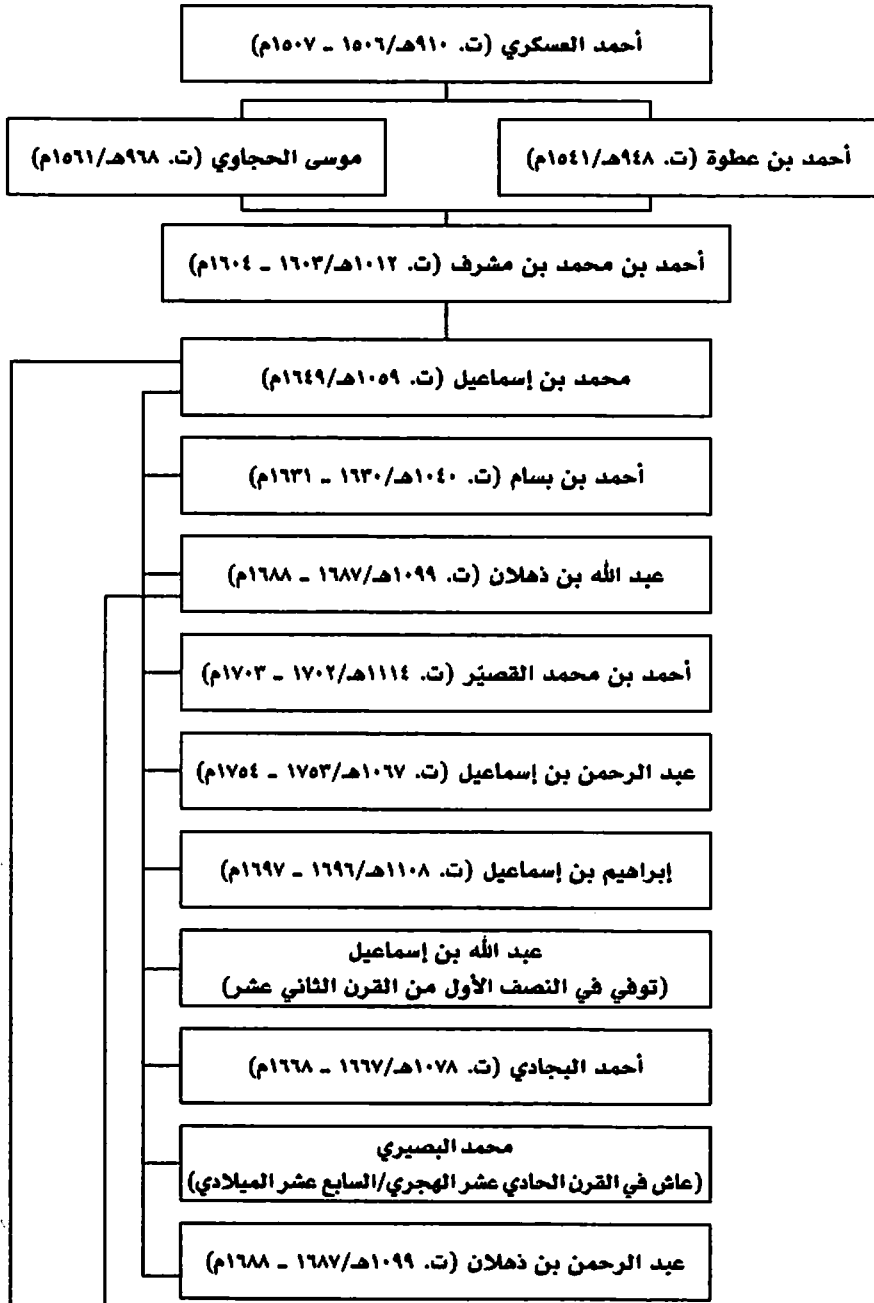 أحمد العسكري (ت. ٩١٠هـ/١٥٠٦ ـ ١٥٠٧م)
أحمد بن عطوة (ت. ٩٤٨هـ/١٥٤١م)
موسى الحجاوي (ت. ٩٦٨هـ/١٥٦١م)
أحمد بن محمد بن مشرف (ت. ١٠١٢هـ/١٦٠٣ ـ ١٦٠٤م)
محمد بن إسماعيل (ت. ١٠٥٩هـ/١٦٤٩م)
أحمد بن بسام (ت. ١٠٤٠هـ/١٦٣٠ ـ ١٦٣١م)
عبد الله بن ذهلان (ت. ١٠٩٩هـ/١٦٨٧ ـ ١٦٨٨م)
أحمد بن محمد القصيّر (ت. ١١١٤هـ/١٧٠٢ ـ ١٧٠٣م)
عبد الرحمن بن إسماعيل (ت. ١٠٦٧هـ/١٧٥٣ ـ ١٧٥٤م)
إبراهيم بن إسماعيل (ت. ١١٠٨هـ/١٦٩٦ ـ ١٦٩٧م)
عبد الله بن إسماعيل
(توفي في النصف الأول من القرن الثاني عشر)
أحمد البجادي (ت. ١٠٧٨هـ/١٦٦٧ ـ ١٦٦٨م)
محمد البصيري
(عاش في القرن الحادي عشر الهجري/السابع عشر الميلادي)
عبد الرحمن بن ذهلان (ت. ١٠٩٩هـ/١٦٨٧ ـ ١٦٨٨م)